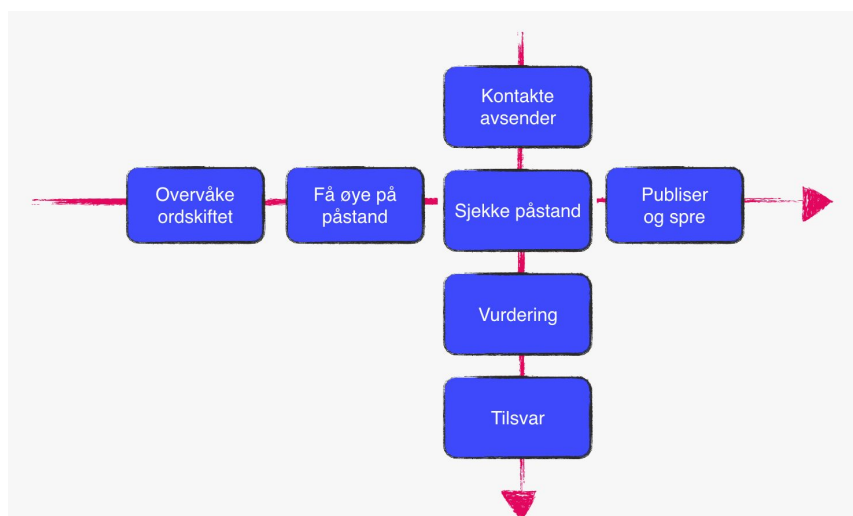 Kontakte
avsender
Overvåke
ordskiftet
Få øye på
påstand
Sjekke påstand
Publiser
og spre
Vurdering
Tilsvar